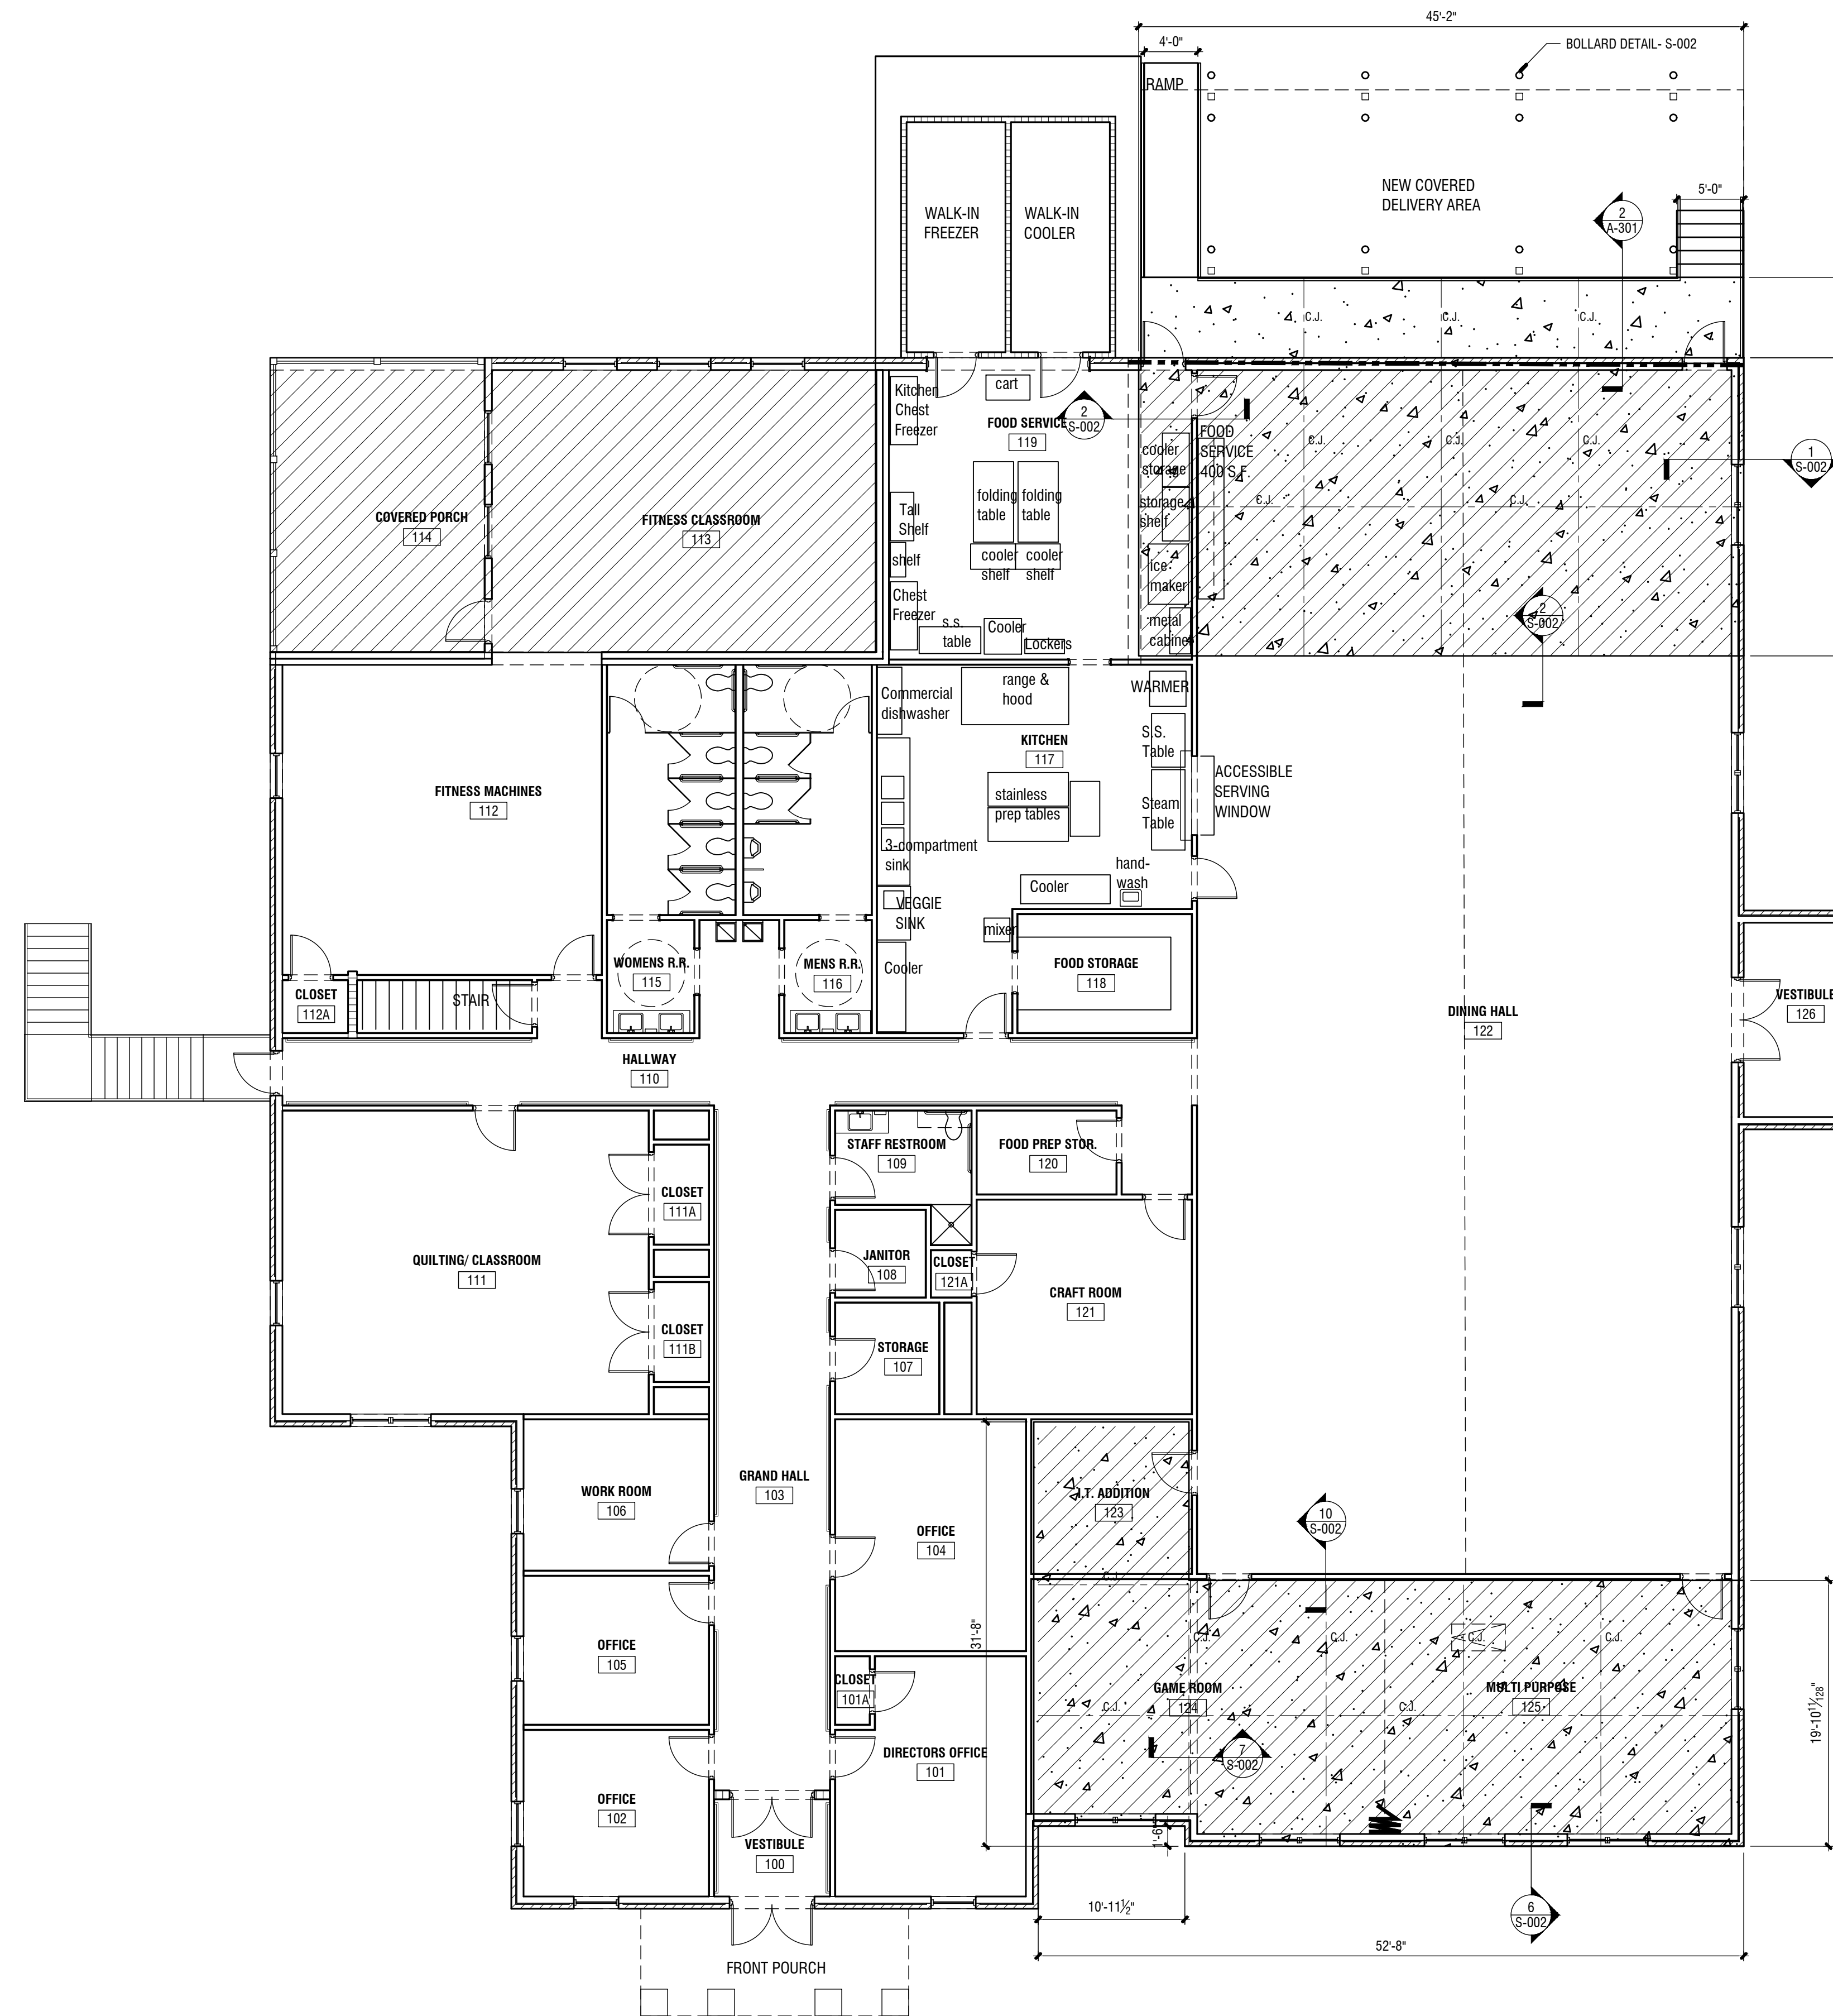 45'-2"
4'-0"
BOLLARD DETAIL- S-002
RAMP
NEW COVERED
DELIVERY AREA
5'-0"
2
A-301
WALK-IN
FREEZER
WALK-IN
COOLER
C.J.
C.J.
C.J.
Kitchen
Chest
Freezer
cart
FOOD SERVICE
119
2
S-002
FOOD
SERVICE
400 S.F.
cooler
storage
storage
shelf
C.J.
C.J.
C.J.
1
S-002
C.J.
C.J.
COVERED PORCH
114
FITNESS CLASSROOM
113
Tall
Shelf
folding
table
folding
table
shelf
cooler
shelf
cooler
shelf
ice
maker
Chest
Freezer
s.s.
table
Cooler
Lockers
metal
cabinet
2
S-002
Commercial
dishwasher
range &
hood
WARMER
KITCHEN
117
S.S.
Table
ACCESSIBLE
SERVING
WINDOW
FITNESS MACHINES
112
stainless
prep tables
Steam
Table
3-compartment
sink
hand-
wash
Cooler
VEGGIE
SINK
mixer
WOMENS R.R.
115
MENS R.R.
116
Cooler
FOOD STORAGE
118
CLOSET
112A
STAIR
DINING HALL
122
VESTIBULE
126
HALLWAY
110
STAFF RESTROOM
109
FOOD PREP STOR.
120
CLOSET
111A
QUILTING/ CLASSROOM
111
JANITOR
108
CLOSET
121A
CRAFT ROOM
121
CLOSET
111B
STORAGE
107
WORK ROOM
106
GRAND HALL
103
OFFICE
104
I.T. ADDITION
123
10
S-002
C.J.
31'-8"
OFFICE
105
C.J.
C.J.
C.J.
C.J.
CLOSET
101A
GAME ROOM
124
MULTI PURPOSE
125
C.J.
C.J.
19'-10 1/128"
DIRECTORS OFFICE
101
7
S-002
OFFICE
102
VESTIBULE
100
1'-6"
10'-11½"
6
S-002
52'-8"
FRONT POURCH